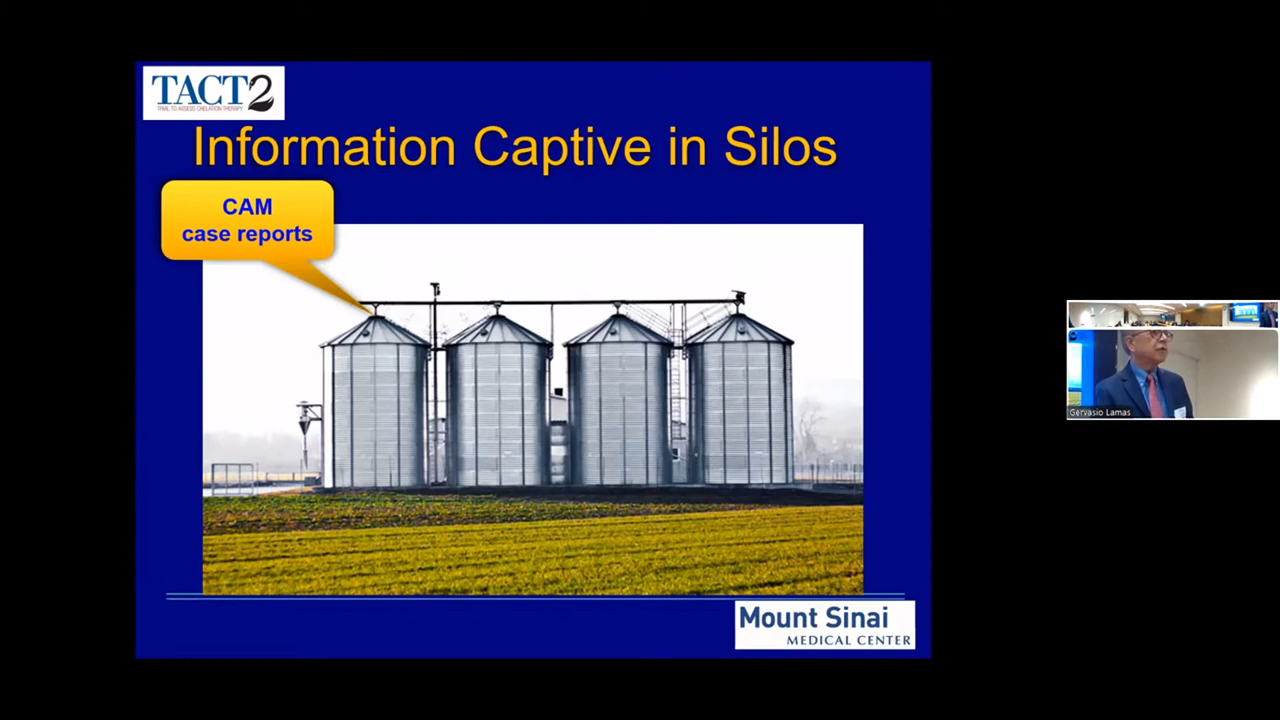 TACT2
TRIAL TO ASSESS CHELATION THERAPY
Information Captive in Silos
CAM
case reports
Mount Sinai
MEDICAL CENTER
Gervasio Lamas